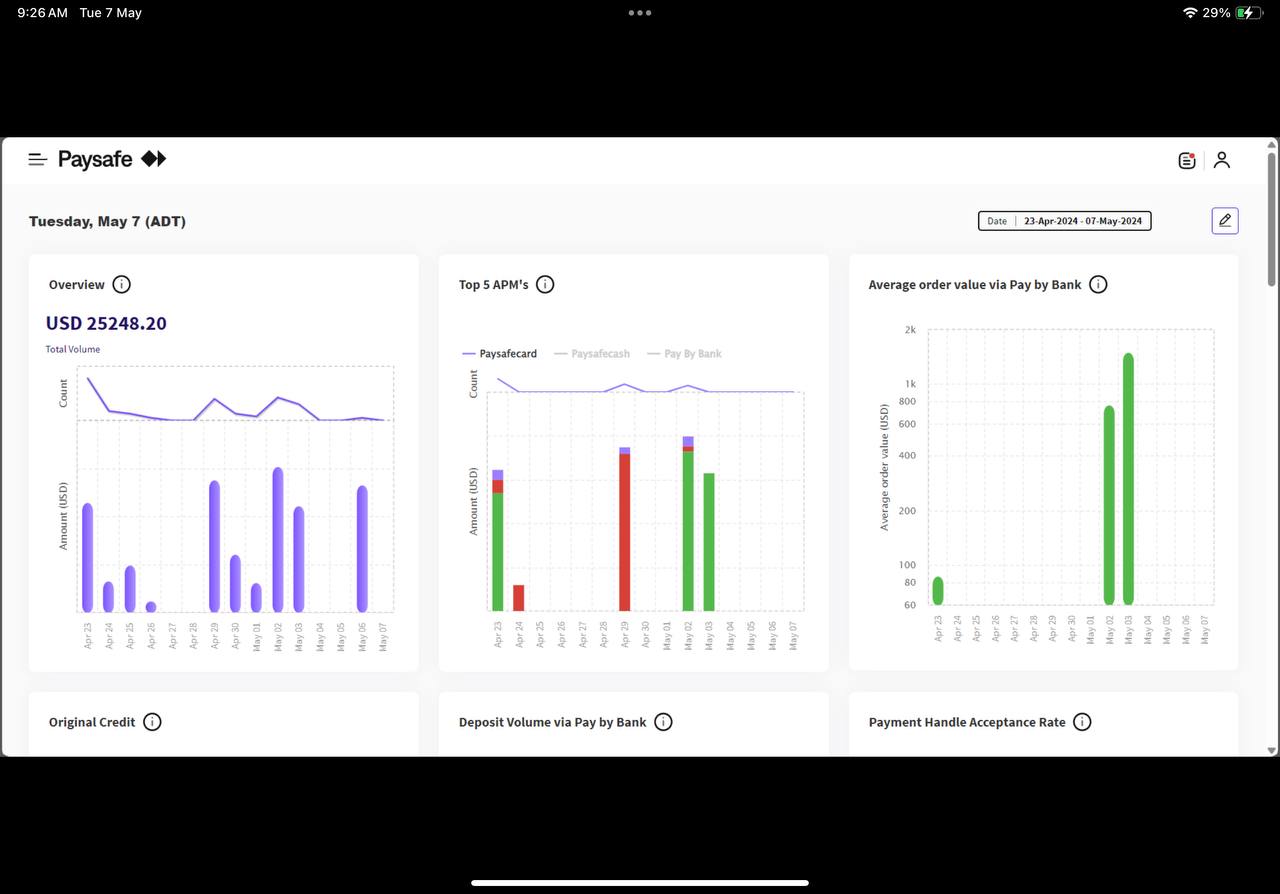 9:26 AM Tue 7 May
29%
Paysafe
Tuesday, May 7 (ADT)
Date | 23-Apr-2024 - 07-May-2024
Overview
USD 25248.20
Total Volume
Count
Amount (USD)
Apr 23
Apr 24
Apr 25
Apr 26
Apr 27
Apr 28
Apr 29
Apr 30
May 01
May 02
May 03
May 04
May 05
May 06
May 07
Top 5 APM's
Paysafecard Paysafecash Pay By Bank
Count
Amount (USD)
Apr 23
Apr 24
Apr 25
Apr 26
Apr 27
Apr 28
Apr 29
Apr 30
May 01
May 02
May 03
May 04
May 05
May 06
May 07
Average order value via Pay by Bank
Average order value (USD)
2k
1k
800
600
400
200
100
80
60
Apr 23
Apr 24
Apr 25
Apr 26
Apr 27
Apr 28
Apr 29
Apr 30
May 01
May 02
May 03
May 04
May 05
May 06
May 07
Original Credit
Deposit Volume via Pay by Bank
Payment Handle Acceptance Rate